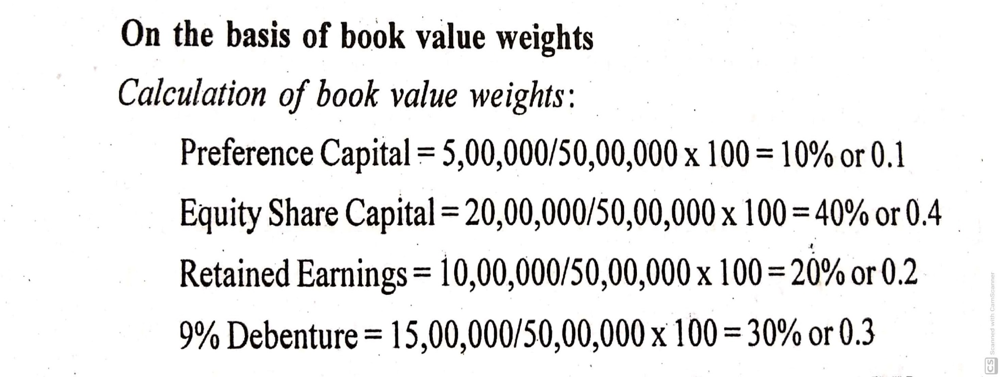 On the basis of book value weights
Calculation of book value weights:
Preference Capital = 5,00,000/50,00,000 x 100 = 10% or 0.1
Equity Share Capital = 20,00,000/50,00,000 x 100 = 40% or 0.4
Retained Earnings = 10,00,000/50,00,000 x 100 = 20% or 0.2
9% Debenture = 15,00,000/50,00,000 x 100 = 30% or 0.3
CS Scanned with CamScanner